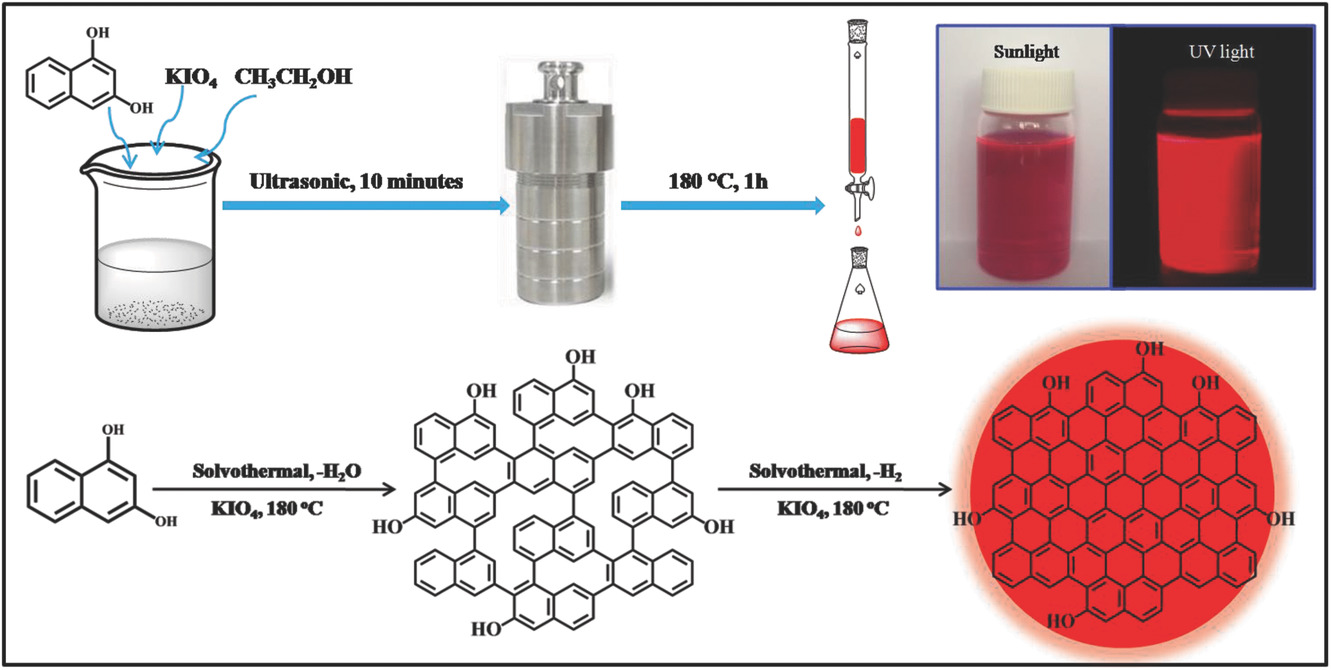 OH
OH
KIO₄ CH₃CH₂OH
Ultrasonic, 10 minutes
180 °C, 1h
Sunlight
UV light
OH
OH
Solvothermal, -H₂O
KIO₄, 180 °C
OH
OH
OH
HO
OH
HO
Solvothermal, -H₂
KIO₄, 180 °C
OH
OH
OH
HO
OH
HO